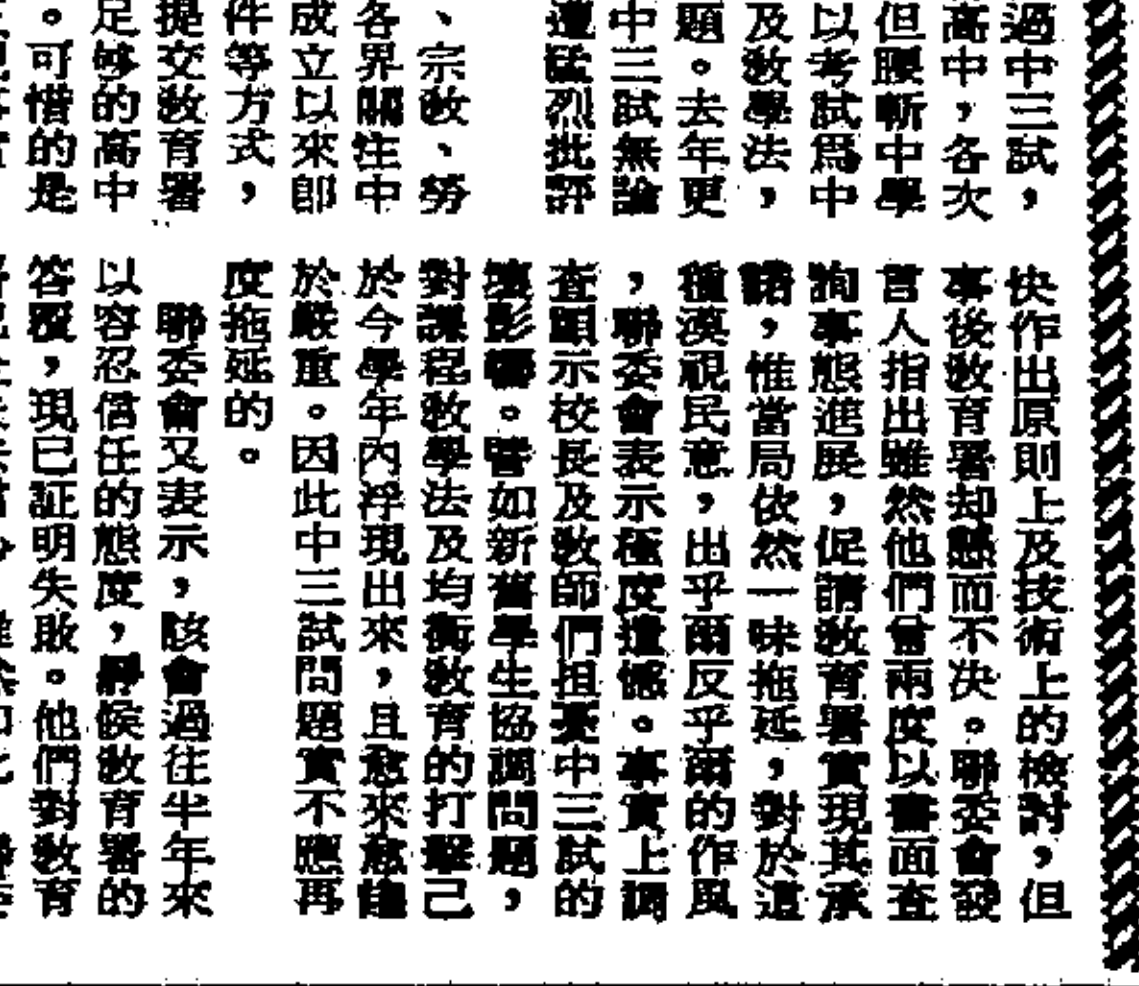 過中三試，
高中，各次
但腰斬中學
以考試爲中
及教學法，
題。去年更
中三試無論
遭猛烈批評
、宗教、勞
各界關注中
成立以來卽
件等方式，
提交教育署
足够的高中
。可惜的是
快作出原則上及技術上的檢討，但
事後教育署却懸而不决。聯委會發
言人指出雖然他們曾兩度以書面查
詢事態進展，促請教育署實現其承
諾，惟當局依然一味拖延，對於這
種漠視民意，出乎爾反乎爾的作風
，聯委會表示極度遺憾。事實上調
查顯示校長及教師們担憂中三試的
壞影響。譬如新舊學生協調問題，
對課程教學法及均衡教育的打擊己
於今學年內浮現出來，且愈來愈趨
於嚴重。因此中三試問題實不應再
度拖延的。
聯委會又表示，該會過往半年來
以容忍信任的態度，靜候教育署的
答覆，現已証明失敗。他們對教育